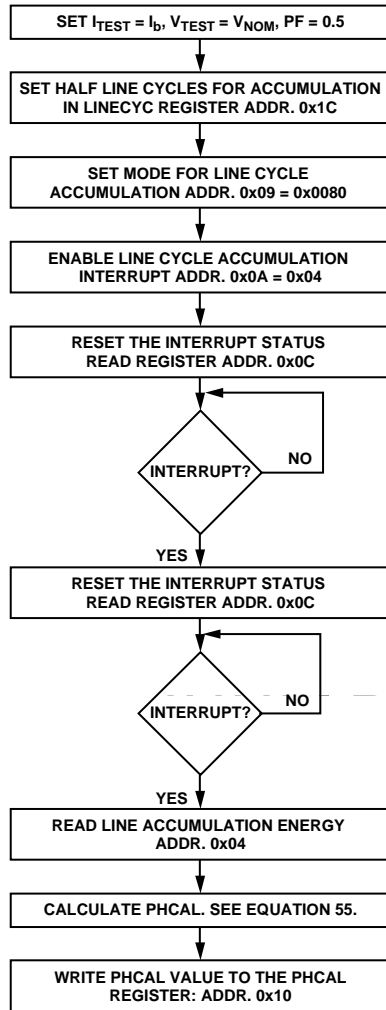 SET I_TEST = I_b, V_TEST = V_NOM, PF = 0.5
SET HALF LINE CYCLES FOR ACCUMULATION
IN LINECYC REGISTER ADDR. 0x1C
SET MODE FOR LINE CYCLE
ACCUMULATION ADDR. 0x09 = 0x0080
ENABLE LINE CYCLE ACCUMULATION
INTERRUPT ADDR. 0x0A = 0x04
RESET THE INTERRUPT STATUS
READ REGISTER ADDR. 0x0C
INTERRUPT?
NO
YES
RESET THE INTERRUPT STATUS
READ REGISTER ADDR. 0x0C
INTERRUPT?
NO
YES
READ LINE ACCUMULATION ENERGY
ADDR. 0x04
CALCULATE PHCAL. SEE EQUATION 55.
WRITE PHCAL VALUE TO THE PHCAL
REGISTER: ADDR. 0x10